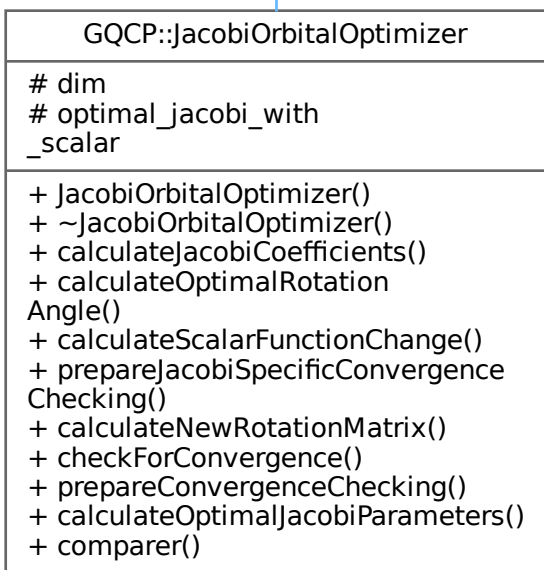 GQCP::JacobiOrbitalOptimizer
# dim
# optimal_jacobi_with
_scalar
+ JacobiOrbitalOptimizer()
+ ~JacobiOrbitalOptimizer()
+ calculateJacobiCoefficients()
+ calculateOptimalRotation
Angle()
+ calculateScalarFunctionChange()
+ prepareJacobiSpecificConvergence
Checking()
+ calculateNewRotationMatrix()
+ checkForConvergence()
+ prepareConvergenceChecking()
+ calculateOptimalJacobiParameters()
+ comparer()